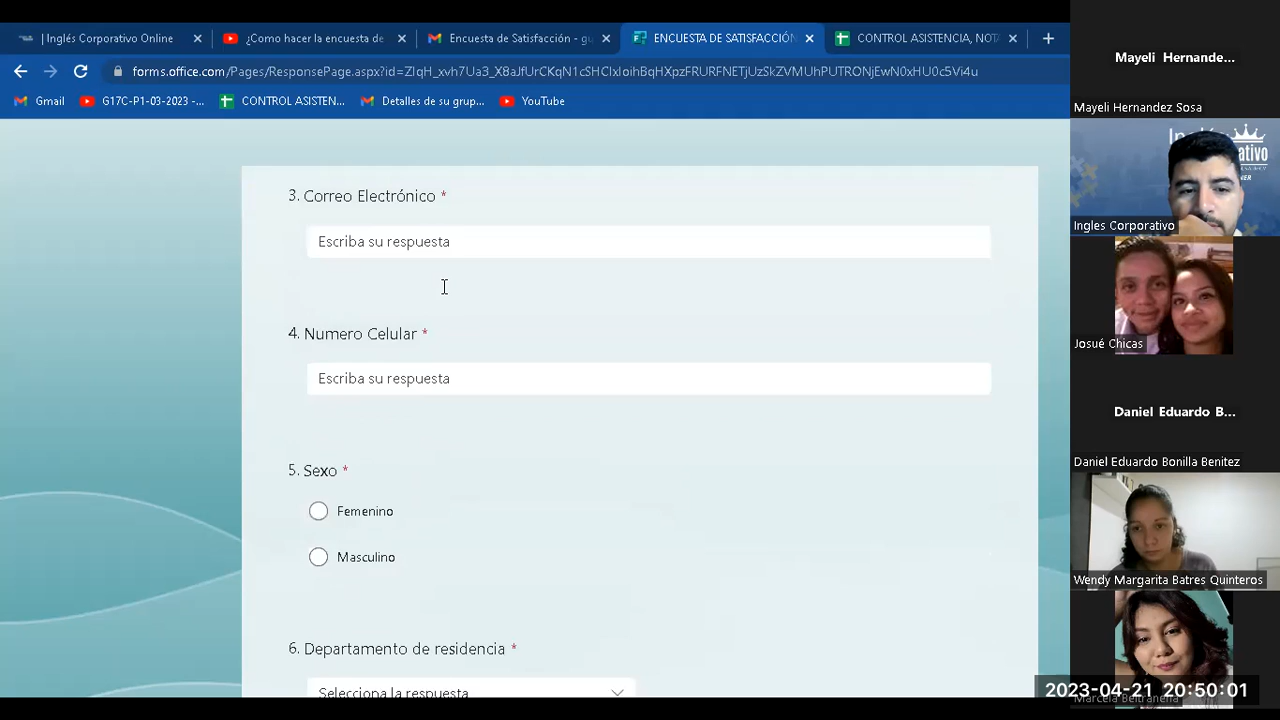 | Inglés Corporativo Online
¿Como hacer la encuesta de
Encuesta de Satisfacción - gu
ENCUESTA DE SATISFACCIÓN
CONTROL ASISTENCIA, NOT
forms.office.com/Pages/ResponsePage.aspx?id=ZIqH_xvh7Ua3_X8aJfUrCKqN1cSHClxIoihBqHXpzFRURFNETjUzSkZVMUhPUTRONjEwN0xHU0c5Vi4u
Gmail
G17C-P1-03-2023 -...
CONTROL ASISTEN...
Detalles de su grup...
YouTube
3. Correo Electrónico *
Escriba su respuesta
4. Numero Celular *
Escriba su respuesta
5. Sexo *
Femenino
Masculino
6. Departamento de residencia *
Selecciona la respuesta
Mayeli Hernande...
Mayeli Hernandez Sosa
Ingles Corporativo
Josué Chicas
Daniel Eduardo B...
Daniel Eduardo Bonilla Benitez
Wendy Margarita Batres Quinteros
2023-04-21 20:50:01